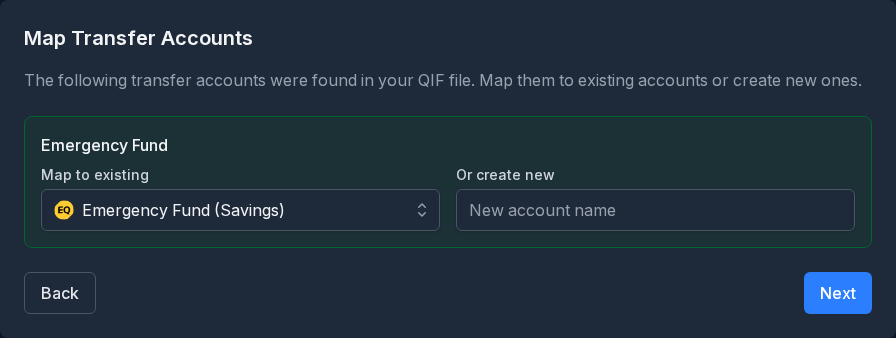 Map Transfer Accounts
The following transfer accounts were found in your QIF file. Map them to existing accounts or create new ones.
Emergency Fund
Map to existing
Or create new
EQ Emergency Fund (Savings)
New account name
Back
Next